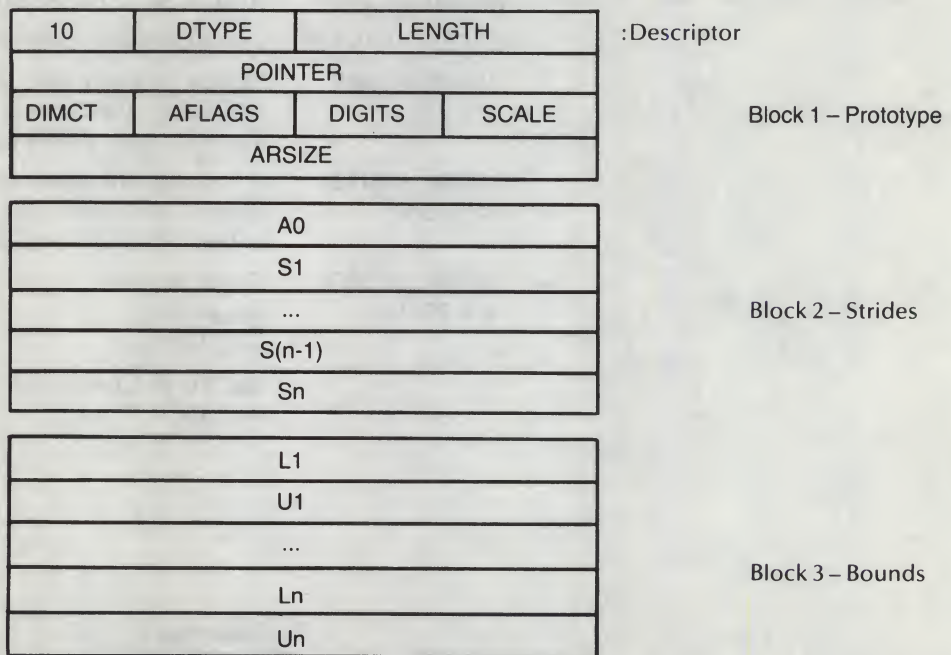 10 DTYPE LENGTH :Descriptor
POINTER
DIMCT AFLAGS DIGITS SCALE Block 1 – Prototype
ARSIZE
A0
S1
... Block 2 – Strides
S(n-1)
Sn
L1
U1
...
Block 3 – Bounds
Ln
Un